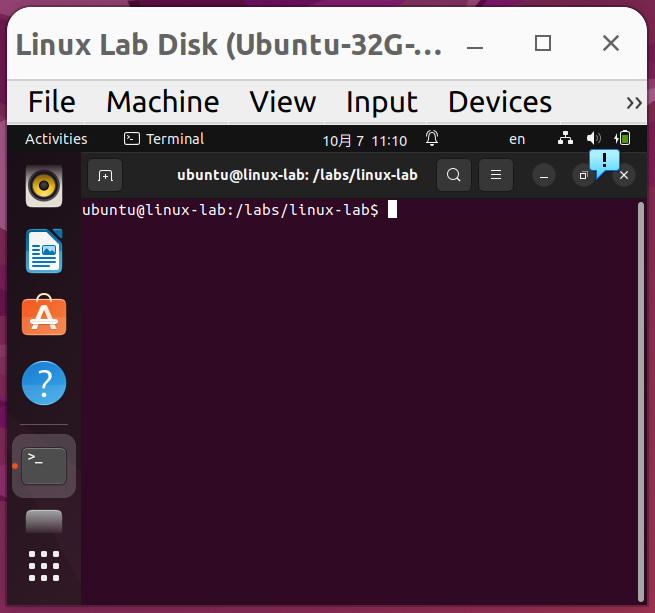 Linux Lab Disk (Ubuntu-32G-...
File Machine View Input Devices >>
Activities Terminal 10月 7 11:10 en
ubuntu@linux-lab: /labs/linux-lab
ubuntu@linux-lab:/labs/linux-lab$